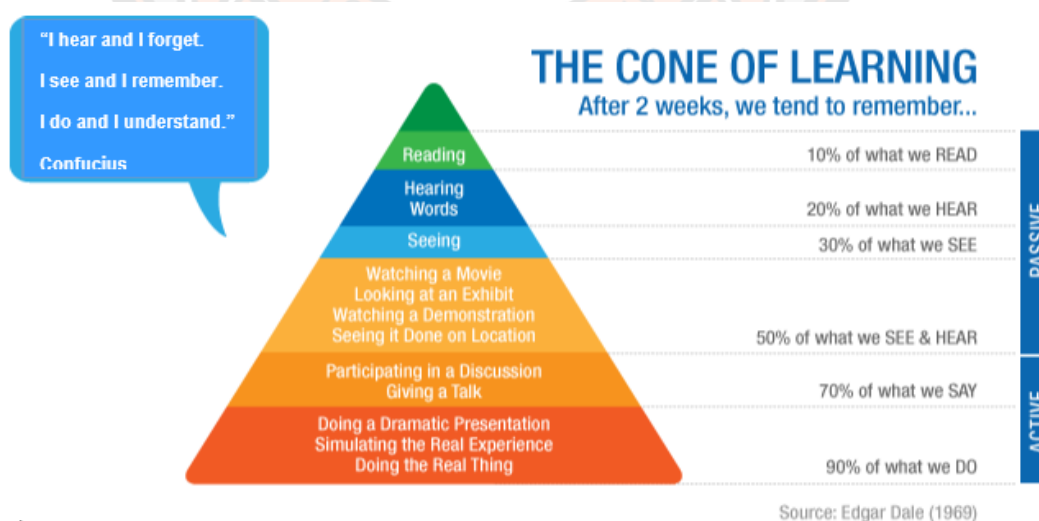 “I hear and I forget.
I see and I remember.
I do and I understand.”
Confucius
THE CONE OF LEARNING
After 2 weeks, we tend to remember...
Reading
10% of what we READ
Hearing
Words
20% of what we HEAR
Seeing
30% of what we SEE
Watching a Movie
Looking at an Exhibit
Watching a Demonstration
Seeing it Done on Location
50% of what we SEE & HEAR
Participating in a Discussion
Giving a Talk
70% of what we SAY
Doing a Dramatic Presentation
Simulating the Real Experience
Doing the Real Thing
90% of what we DO
PASSIVE
ACTIVE
Source: Edgar Dale (1969)